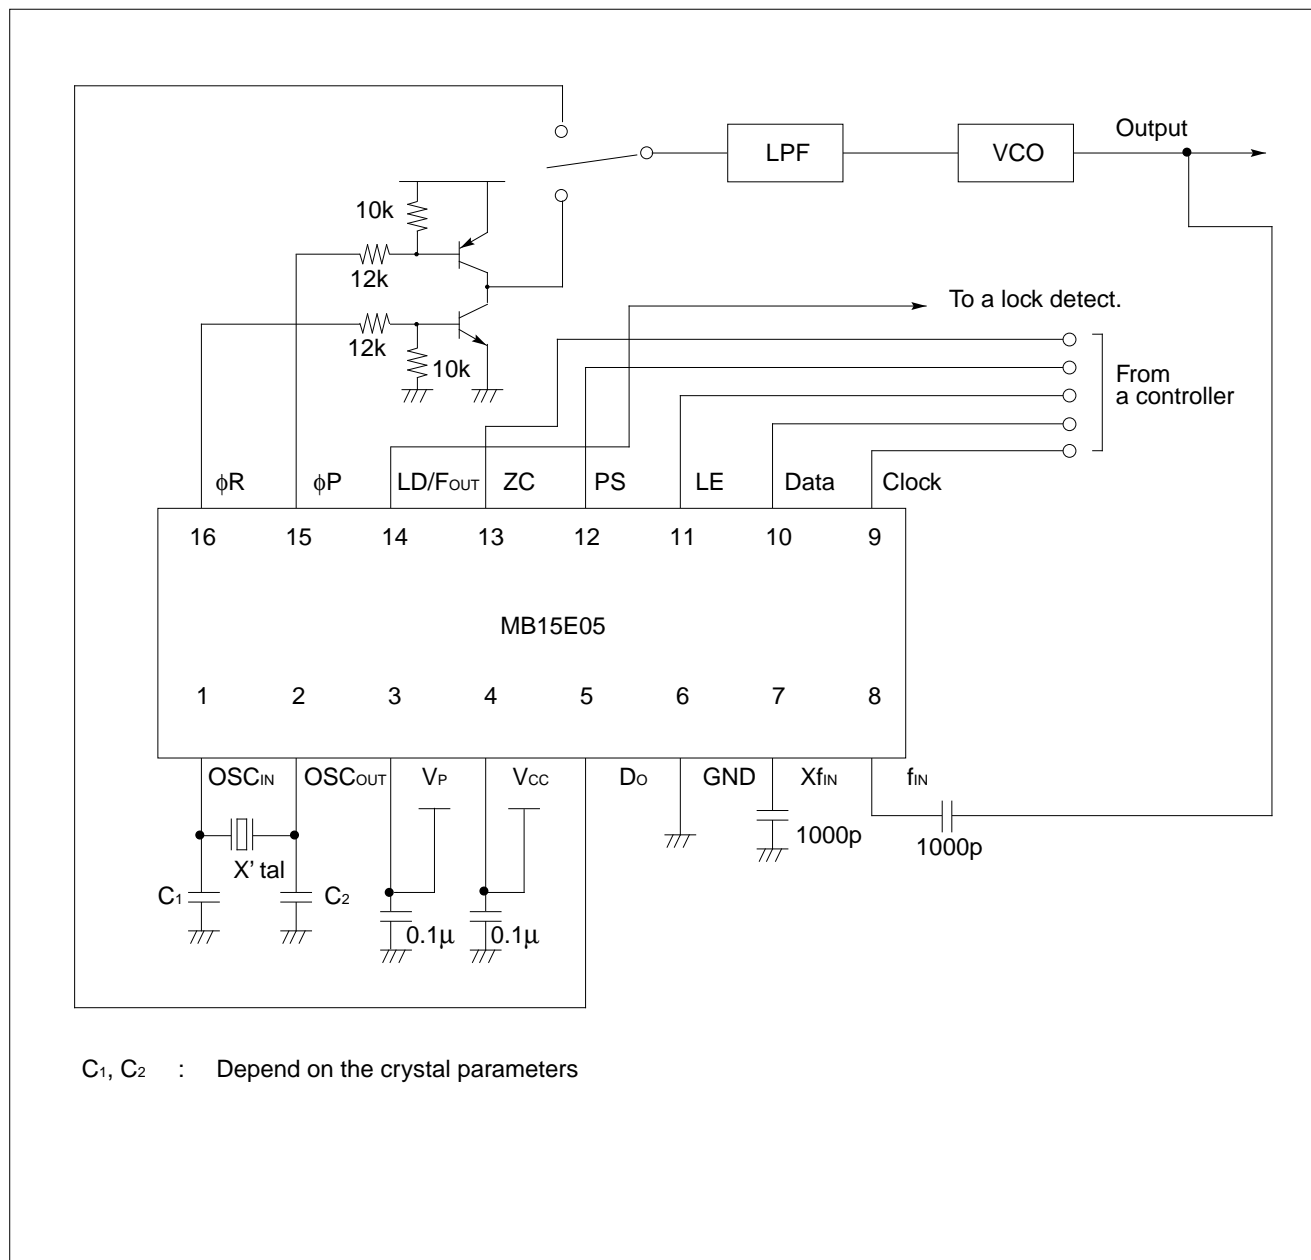 Output
LPF
VCO
10k
12k
To a lock detect.
12k
10k
From
a controller
ϕR
ϕP
LD/FOUT
ZC
PS
LE
Data
Clock
16
15
14
13
12
11
10
9
MB15E05
1
2
3
4
5
6
7
8
OSCIN
OSCOUT
VP
VCC
DO
GND
XfIN
fIN
1000p
1000p
X' tal
C1
C2
0.1μ
0.1μ
C1, C2 : Depend on the crystal parameters